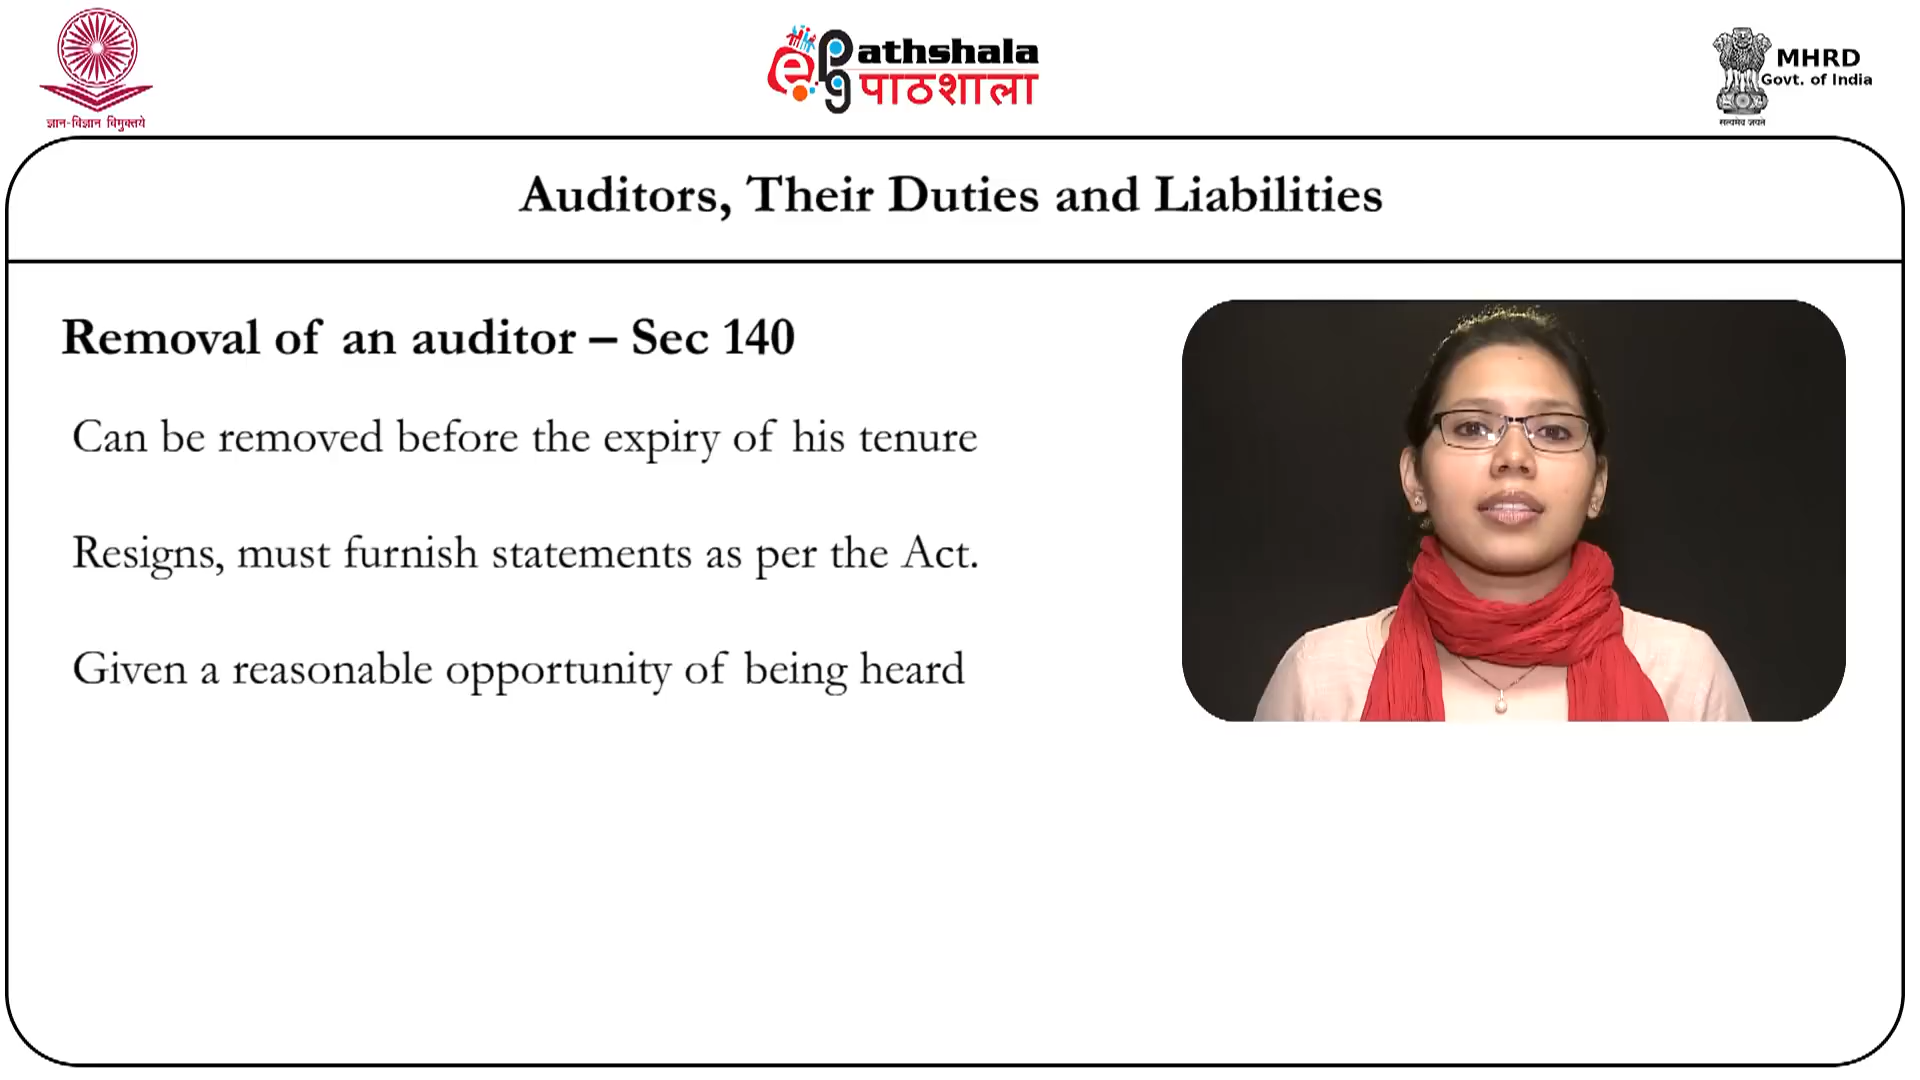 ज्ञान-विज्ञान विमुक्तये
e
pg
Pathshala
पाठशाला
MHRD
Govt. of India
सत्यमेव जयते
Auditors, Their Duties and Liabilities
Removal of an auditor – Sec 140
Can be removed before the expiry of his tenure
Resigns, must furnish statements as per the Act.
Given a reasonable opportunity of being heard